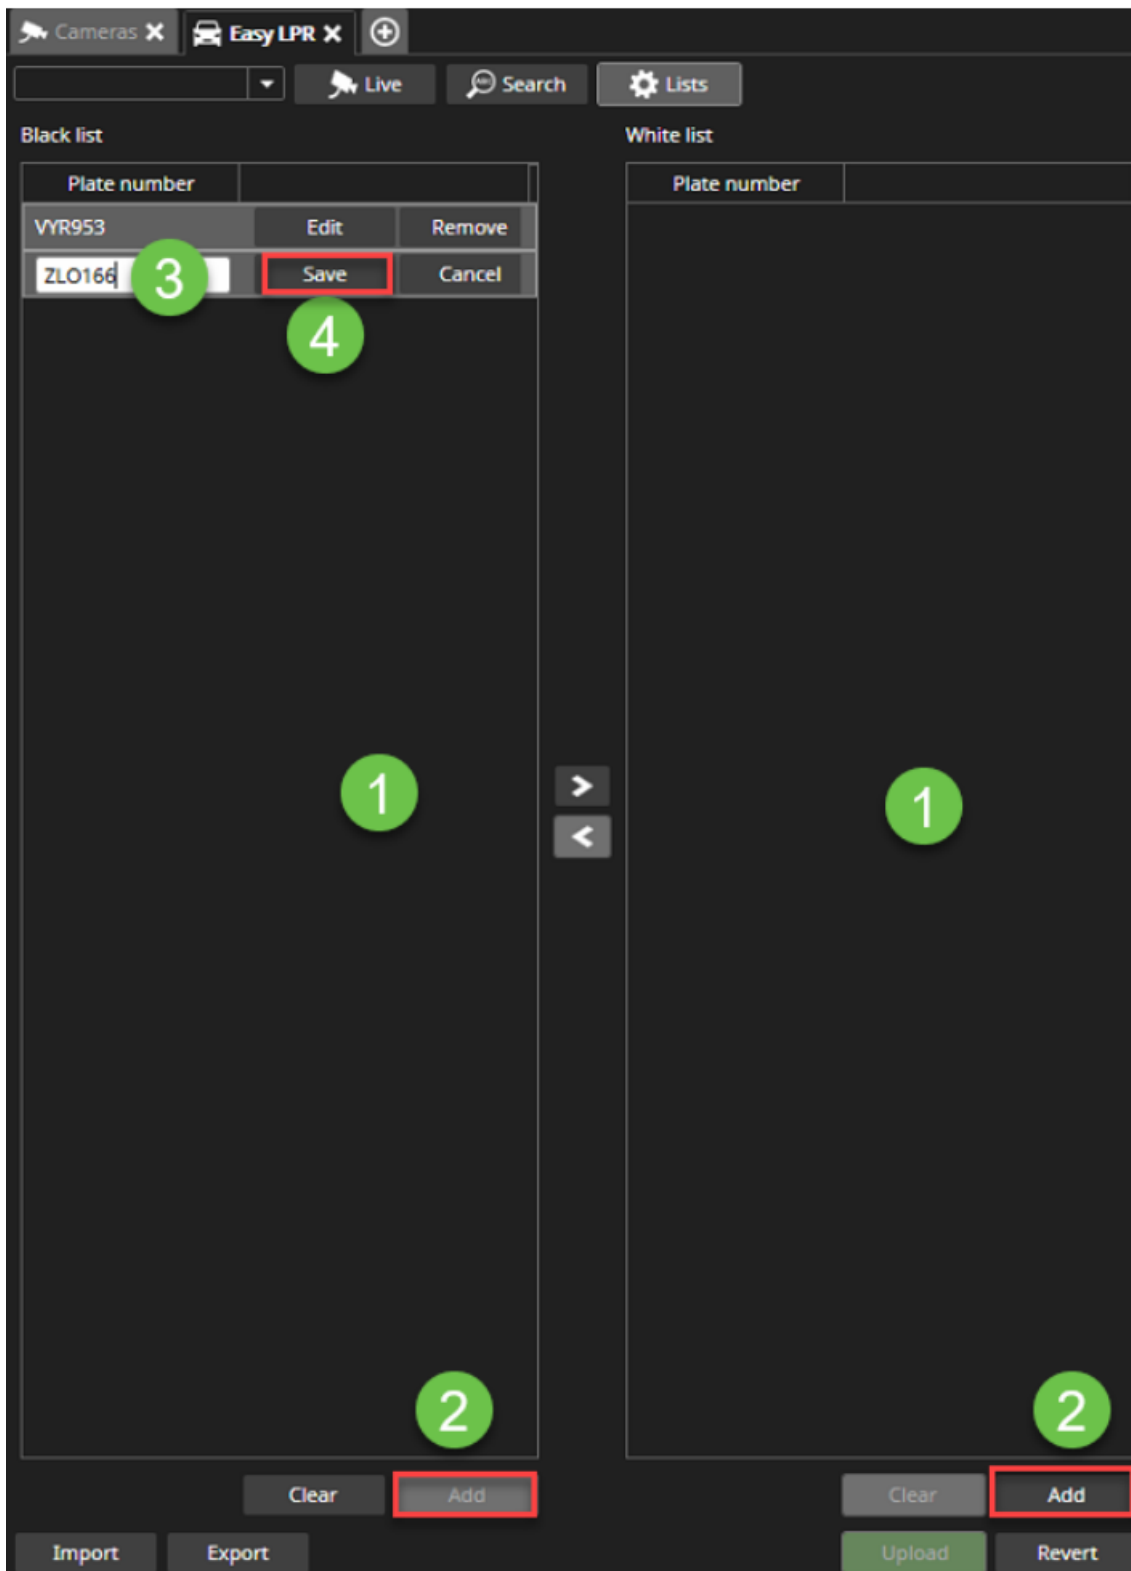 Cameras Easy LPR
Live Search Lists
Black list White list
Plate number Plate number
VYR953 Edit Remove
ZLO166 3 Save Cancel
4
1 1
2 2
Clear Add Clear Add
Import Export Upload Revert